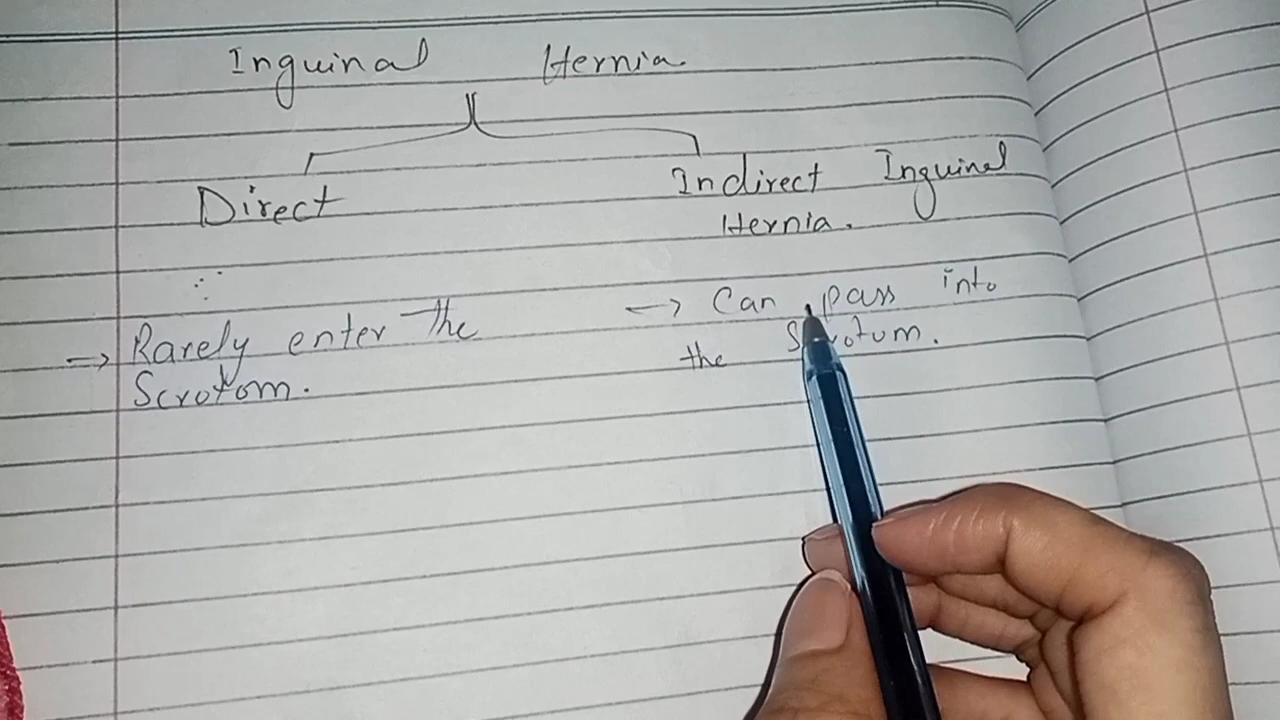 Inguinal Hernia.
Direct
Indirect Inguinal
Hernia.
→ Rarely enter the
Scrotom.
→ Can pass into
the Scrotum.